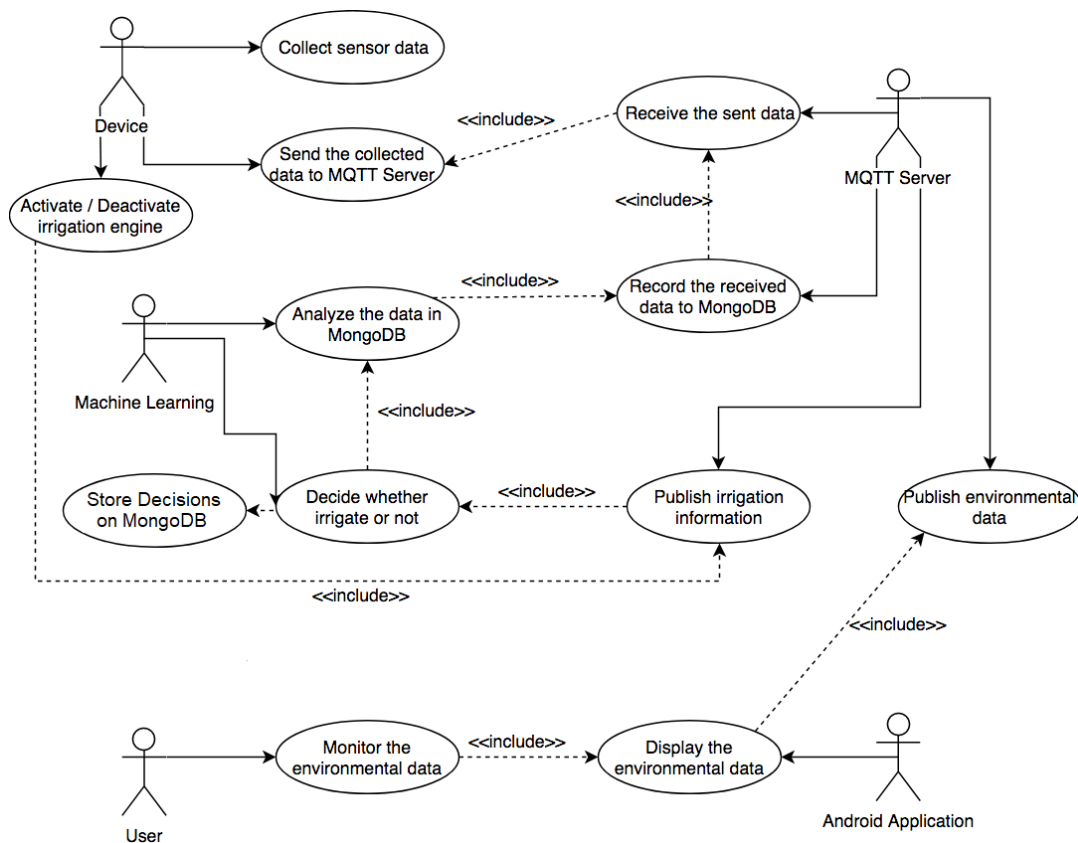 Collect sensor data
<<include>>
Receive the sent data
Device
Send the collected
data to MQTT Server
MQTT Server
Activate / Deactivate
irrigation engine
<<include>>
<<include>>
Record the received
data to MongoDB
Analyze the data in
MongoDB
Machine Learning
<<include>>
Store Decisions
on MongoDB
Decide whether
irrigate or not
<<include>>
Publish irrigation
information
Publish environmental
data
<<include>>
<<include>>
Monitor the
environmental data
<<include>>
Display the
environmental data
User
Android Application